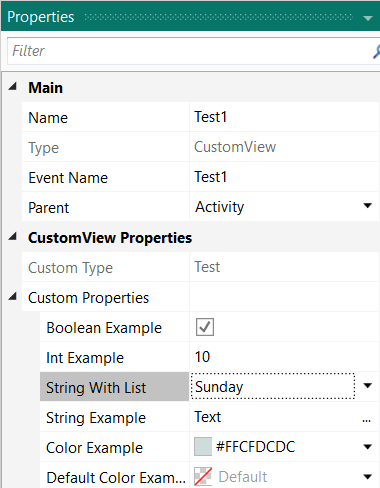 Properties
Filter
Main
Name Test1
Type CustomView
Event Name Test1
Parent Activity
CustomView Properties
Custom Type Test
Custom Properties
Boolean Example
Int Example 10
String With List Sunday
String Example Text ...
Color Example #FFCFDCDC
Default Color Exam... Default